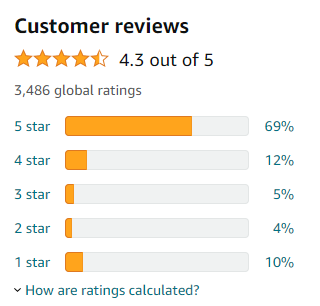 Customer reviews
4.3 out of 5
3,486 global ratings
5 star 69%
4 star 12%
3 star 5%
2 star 4%
1 star 10%
How are ratings calculated?